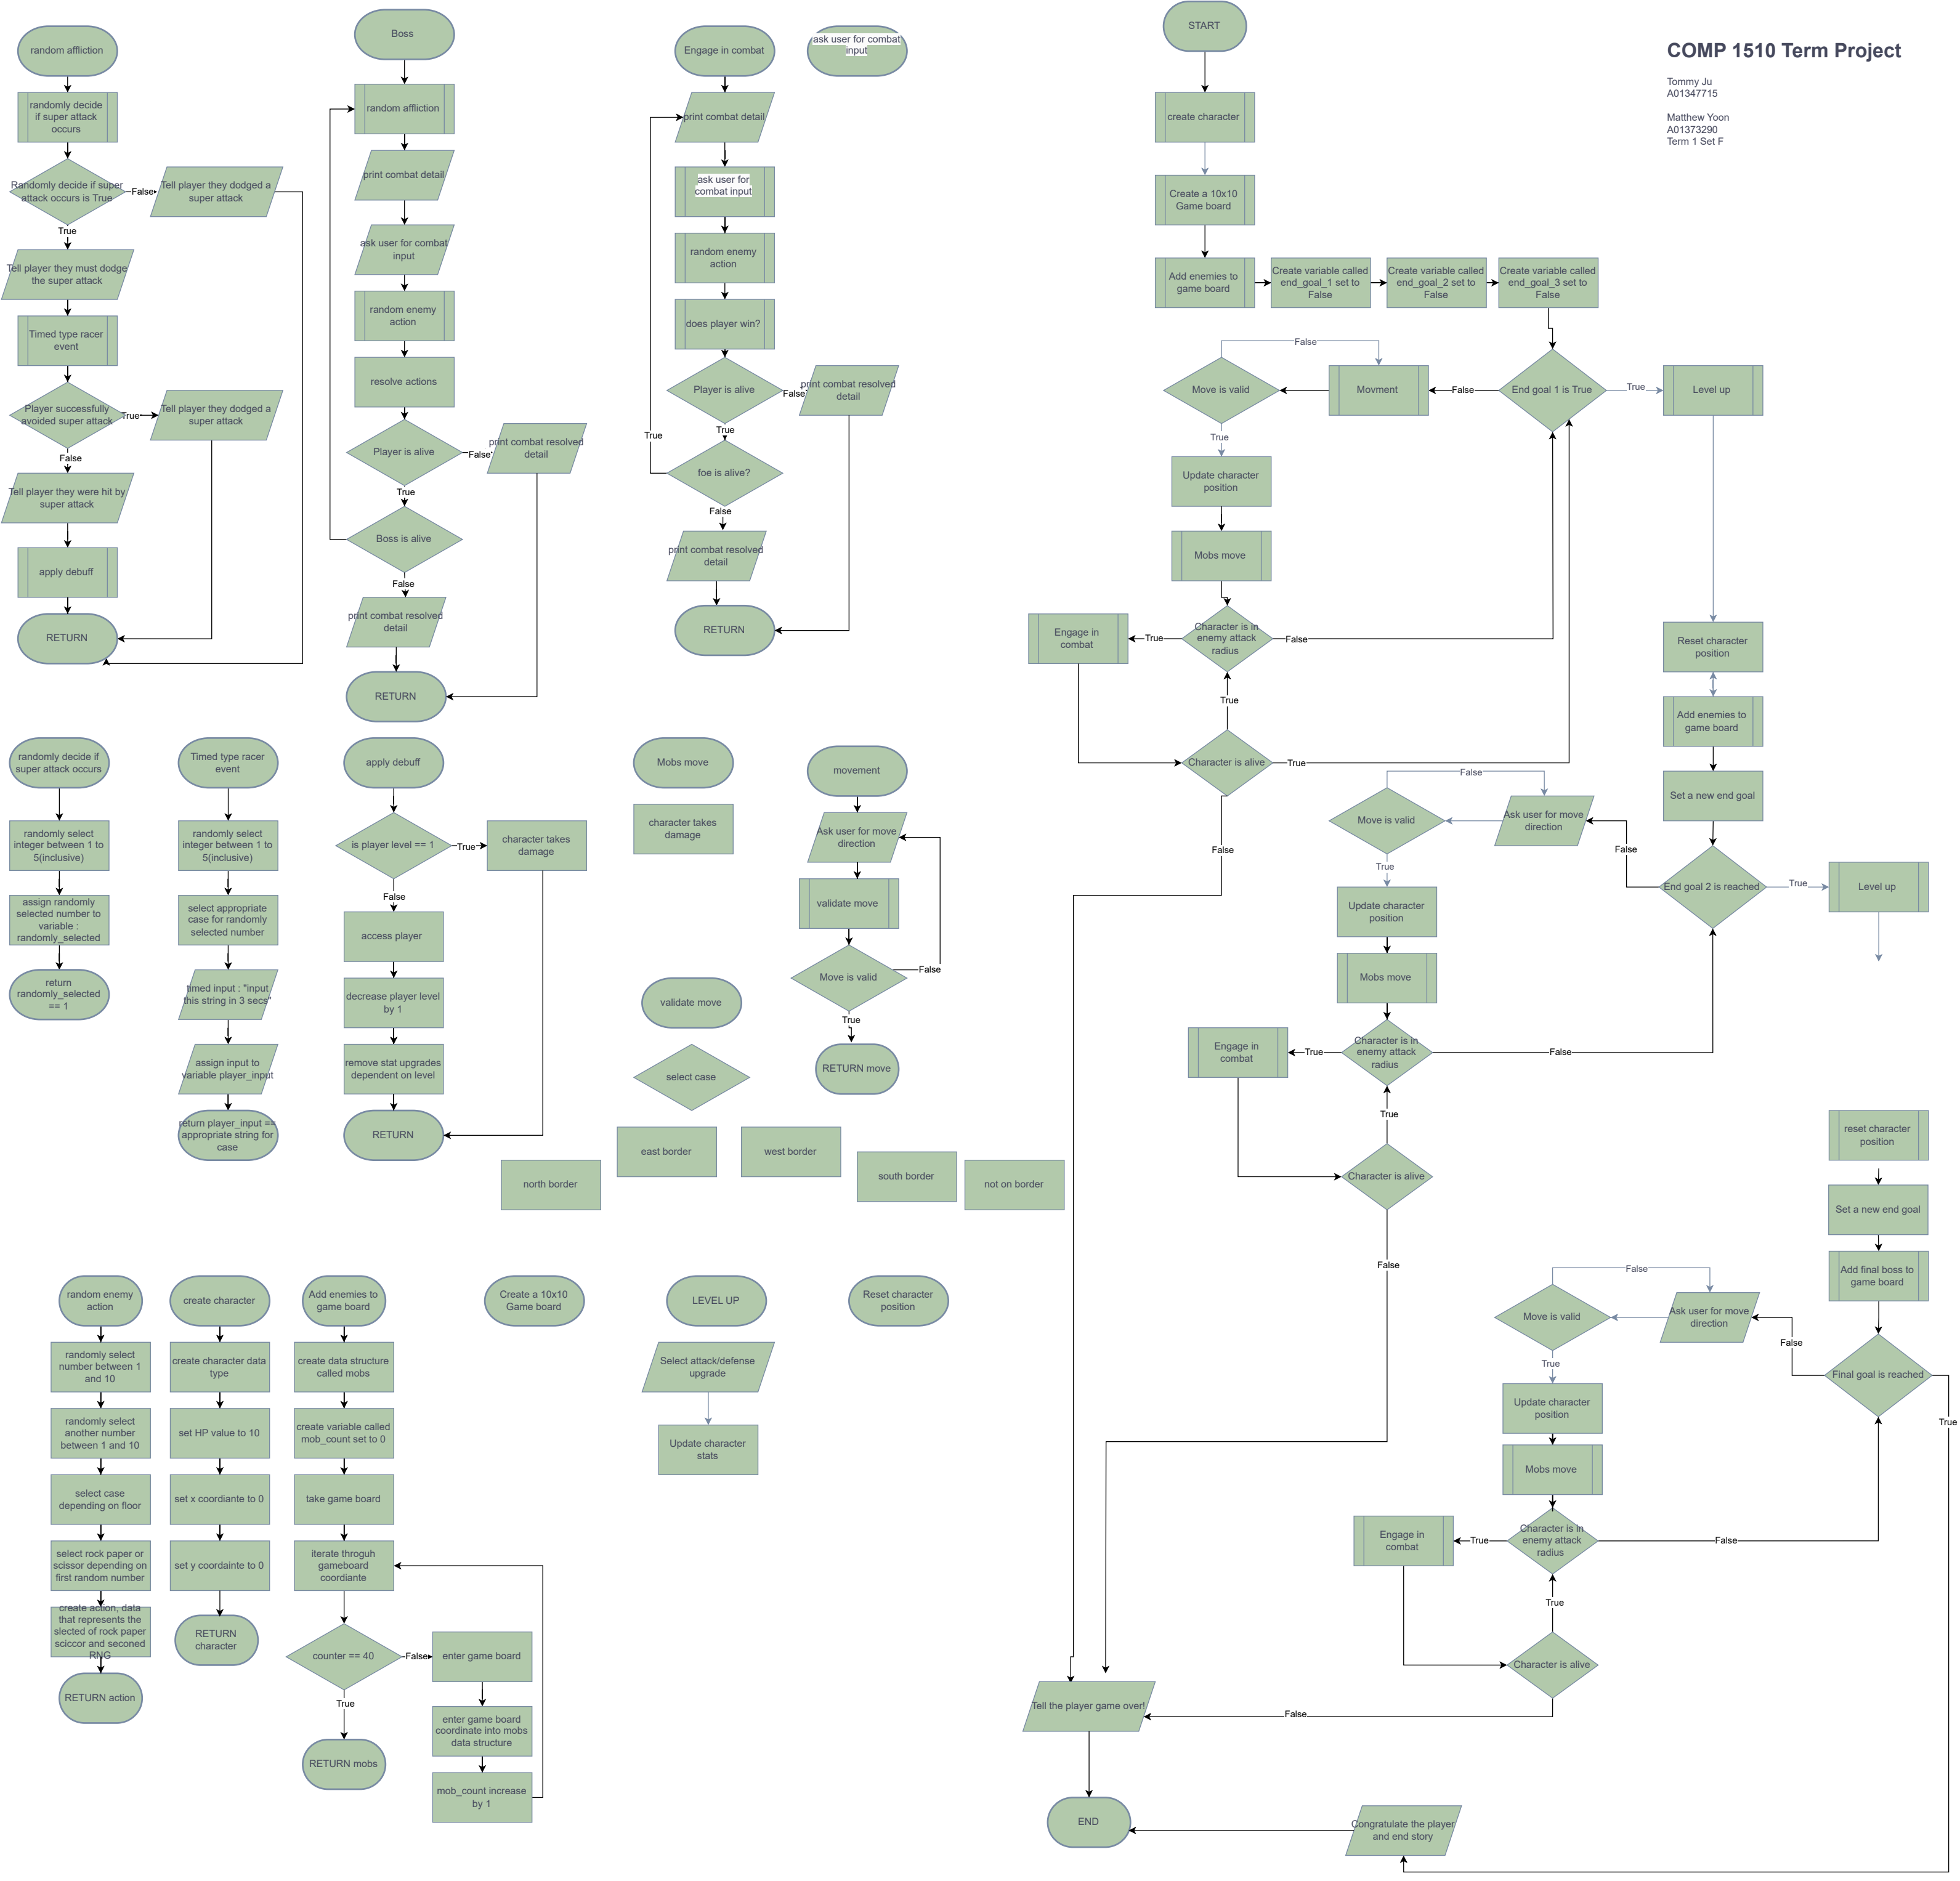 COMP 1510 Term Project
Tommy Ju
A01347715
Matthew Yoon
A01373290
Term 1 Set F
random affliction
randomly decide
if super attack
occurs
Randomly decide if super
attack occurs is True
False
Tell player they dodged a
super attack
True
Tell player they must dodge
the super attack
Timed type racer
event
Player successfully
avoided super attack
True
Tell player they dodged a
super attack
False
Tell player they were hit by
super attack
apply debuff
RETURN
Boss
random affliction
print combat detail
ask user for combat
input
random enemy
action
resolve actions
Player is alive
False
print combat resolved
detail
True
Boss is alive
False
print combat resolved
detail
RETURN
Engage in combat
print combat detail
ask user for
combat input
random enemy
action
does player win?
Player is alive
False
print combat resolved
detail
True
foe is alive?
True
False
print combat resolved
detail
RETURN
ask user for combat
input
START
create character
Create a 10x10
Game board
Add enemies to
game board
Create variable called
end_goal_1 set to
False
Create variable called
end_goal_2 set to
False
Create variable called
end_goal_3 set to
False
End goal 1 is True
True
Level up
False
Movment
Move is valid
False
True
Update character
position
Mobs move
Character is in
enemy attack
radius
True
Engage in
combat
False
True
Character is alive
True
False
Reset character
position
Add enemies to
game board
Set a new end goal
End goal 2 is reached
True
Level up
False
Ask user for move
direction
Move is valid
False
True
Update character
position
Mobs move
Character is in
enemy attack
radius
True
Engage in
combat
False
True
Character is alive
False
reset character
position
Set a new end goal
Add final boss to
game board
Final goal is reached
True
False
Ask user for move
direction
Move is valid
False
True
Update character
position
Mobs move
Character is in
enemy attack
radius
True
Engage in
combat
False
True
Character is alive
False
Tell the player game over!
END
Congratulate the player
and end story
randomly decide if
super attack occurs
randomly select
integer between 1 to
5(inclusive)
assign randomly
selected number to
variable :
randomly_selected
return
randomly_selected
== 1
Timed type racer
event
randomly select
integer between 1 to
5(inclusive)
select appropriate
case for randomly
selected number
timed input : "input
this string in 3 secs"
assign input to
variable player_input
return player_input ==
appropriate string for
case
apply debuff
is player level == 1
True
character takes
damage
False
access player
decrease player level
by 1
remove stat upgrades
dependent on level
RETURN
Mobs move
character takes
damage
movement
Ask user for move
direction
validate move
Move is valid
False
True
RETURN move
validate move
select case
north border
east border
west border
south border
not on border
random enemy
action
randomly select
number between 1
and 10
randomly select
another number
between 1 and 10
select case
depending on floor
select rock paper or
scissor depending on
first random number
create action, data
that represents the
slected of rock paper
sciccor and seconed
RNG
RETURN action
create character
create character data
type
set HP value to 10
set x coordiante to 0
set y coordainte to 0
RETURN
character
Add enemies to
game board
create data structure
called mobs
create variable called
mob_count set to 0
take game board
iterate throguh
gameboard
coordiante
counter == 40
False
enter game board
enter game board
coordinate into mobs
data structure
mob_count increase
by 1
True
RETURN mobs
Create a 10x10
Game board
LEVEL UP
Select attack/defense
upgrade
Update character
stats
Reset character
position